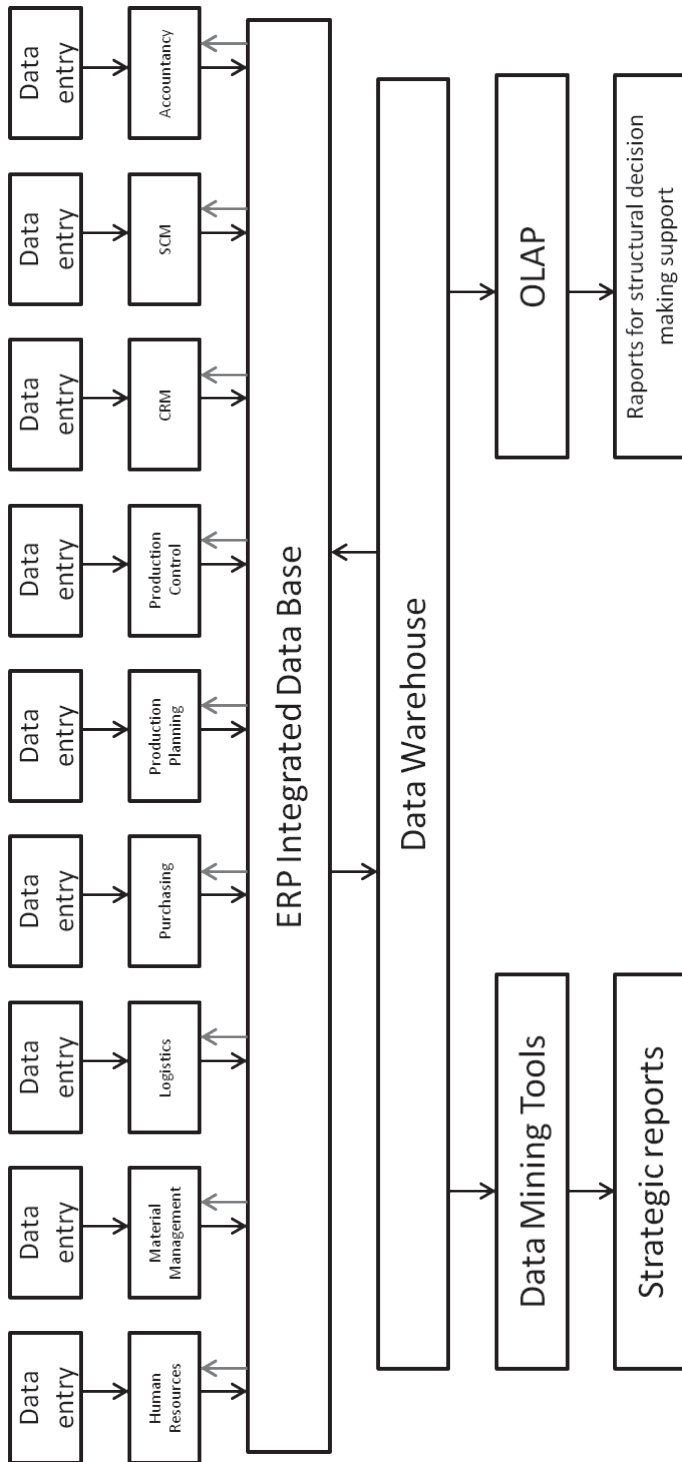 Data
entry
Data
entry
Data
entry
Data
entry
Data
entry
Data
entry
Data
entry
Data
entry
Data
entry
Human
Resources
Material
Management
Logistics
Purchasing
Production
Planning
Production
Control
CRM
SCM
Accountancy
ERP Integrated Data Base
Data Warehouse
Data Mining Tools
OLAP
Strategic reports
Raports for structural decision
making support